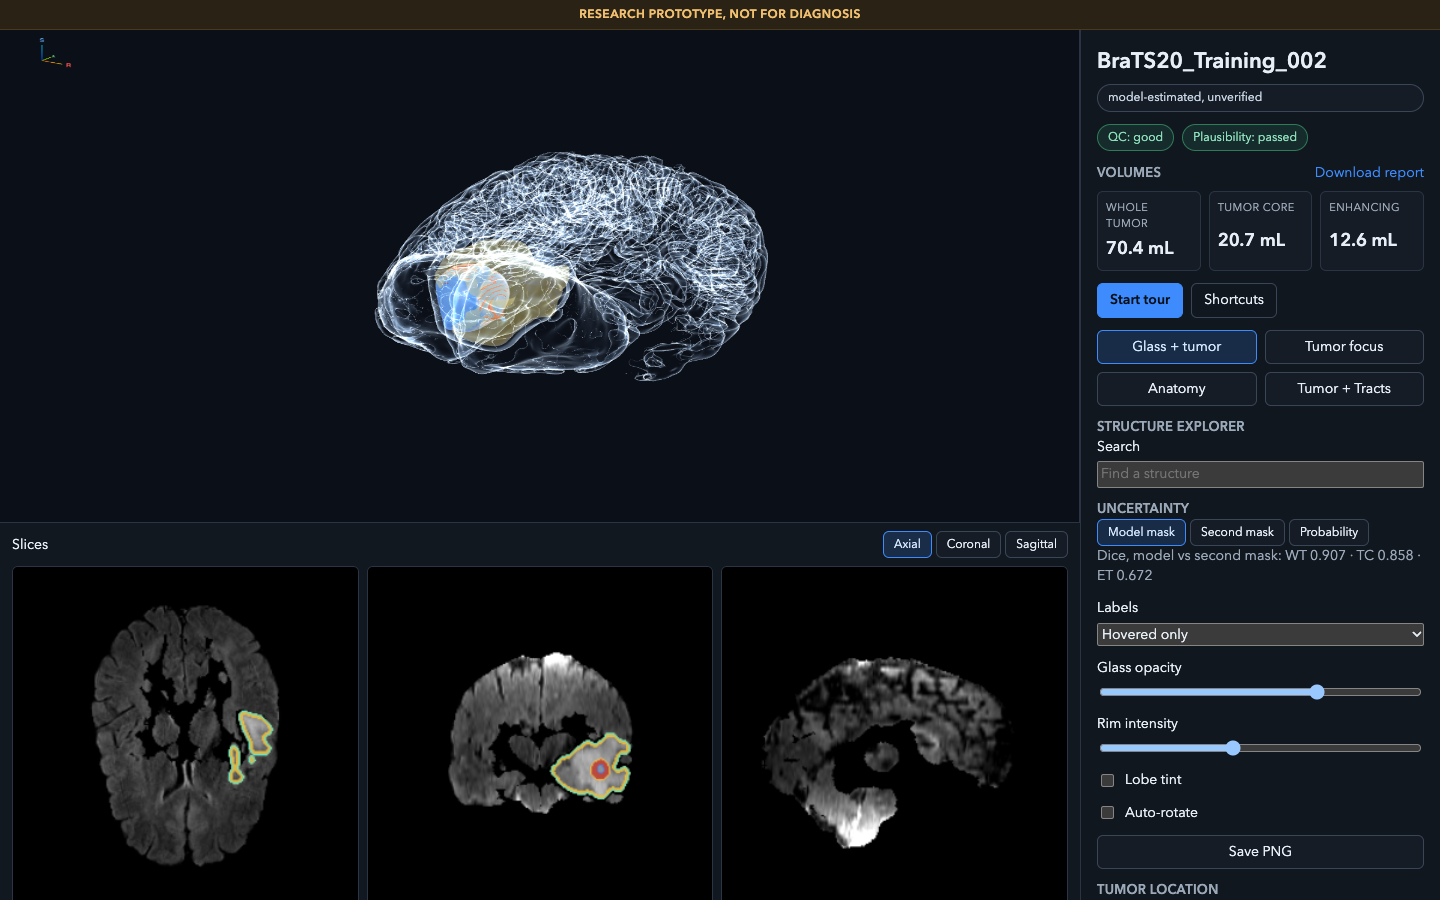 RESEARCH PROTOTYPE, NOT FOR DIAGNOSIS
S
R
BraTS20_Training_002
model-estimated, unverified
QC: good
Plausibility: passed
VOLUMES
Download report
WHOLE
TUMOR
70.4 mL
TUMOR CORE
20.7 mL
ENHANCING
12.6 mL
Start tour
Shortcuts
Glass + tumor
Tumor focus
Anatomy
Tumor + Tracts
STRUCTURE EXPLORER
Search
Find a structure
UNCERTAINTY
Model mask
Second mask
Probability
Dice, model vs second mask: WT 0.907 · TC 0.858 ·
ET 0.672
Labels
Hovered only
Glass opacity
Rim intensity
Lobe tint
Auto-rotate
Save PNG
TUMOR LOCATION
Slices
Axial
Coronal
Sagittal